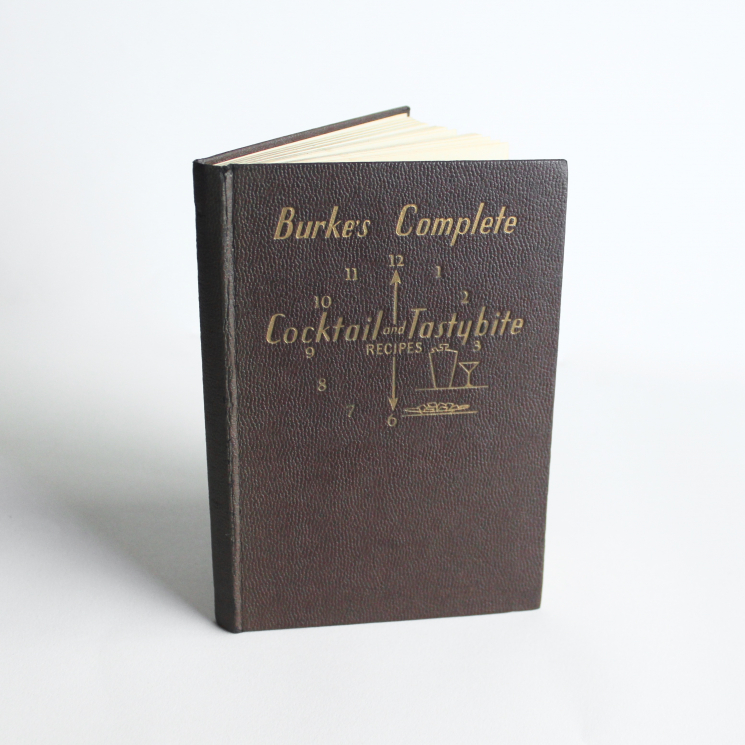 Burke's Complete
12
11 1
10 2
Cocktail and Tastybite
9 RECIPES 3
8
7 6